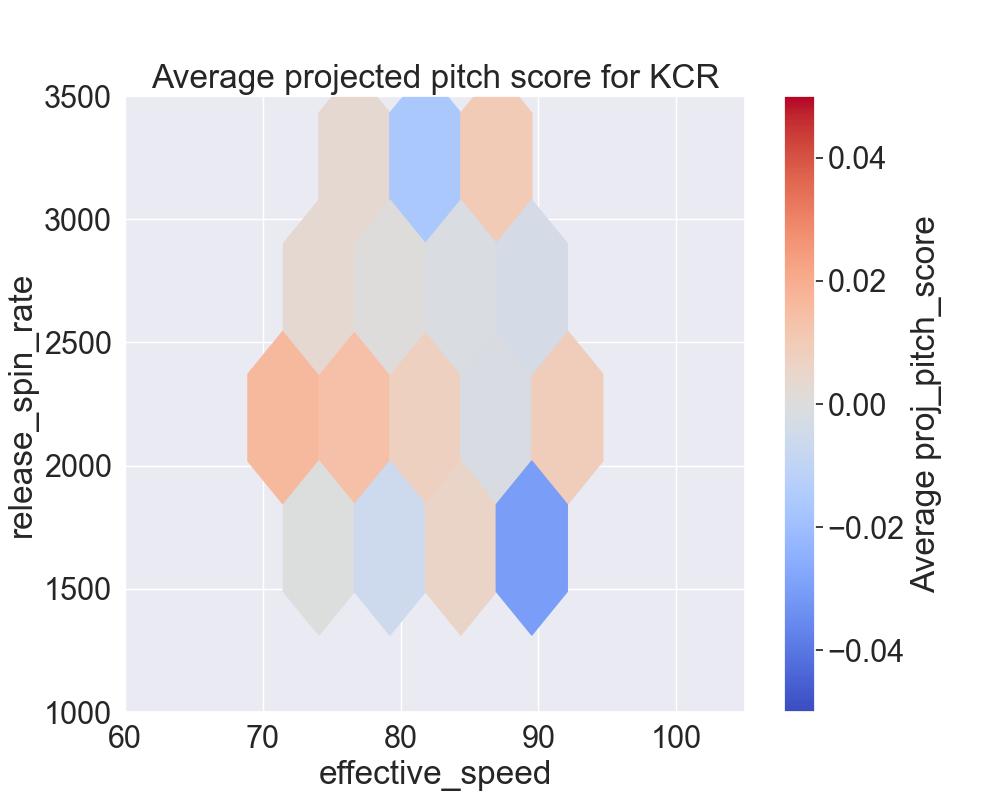 Average projected pitch score for KCR
3500
3000
2500
2000
1500
1000
release_spin_rate
60 70 80 90 100
effective_speed
0.04
0.02
0.00
−0.02
−0.04
Average proj_pitch_score